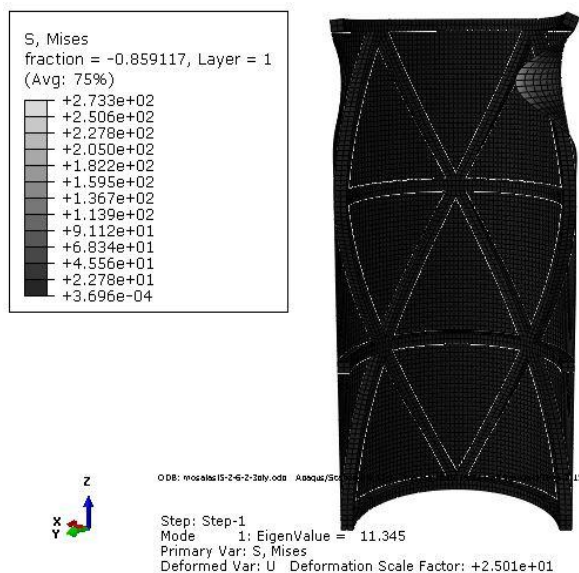 S, Mises
fraction = -0.859117, Layer = 1
(Avg: 75%)
+2.733e+02
+2.506e+02
+2.278e+02
+2.050e+02
+1.822e+02
+1.595e+02
+1.367e+02
+1.139e+02
+9.112e+01
+6.834e+01
+4.556e+01
+2.278e+01
+3.696e-04
Z
X
Y
ODB:
Step: Step-1
Mode 1: EigenValue = 11.345
Primary Var: S, Mises
Deformed Var: U Deformation Scale Factor: +2.501e+01